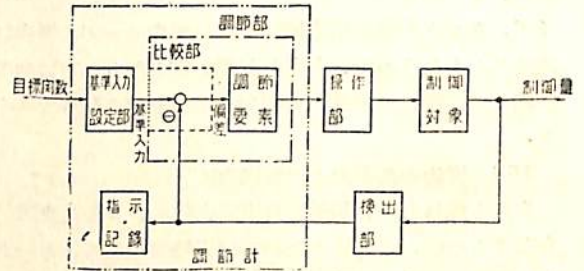 調節部
比較部
目標関数
基準入力
設定部
基準入力
⊖
偏差
調節
要素
操作
部
制御
対象
制御量
指示
記録
検出
部
調節計